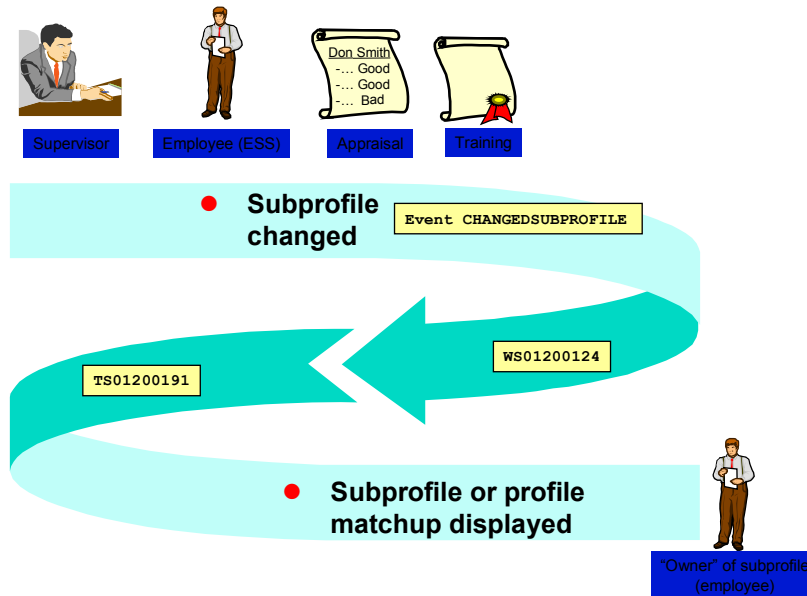 Don Smith
-… Good
-… Good
-… Bad
Supervisor
Employee (ESS)
Appraisal
Training
Subprofile
changed
Event CHANGEDSUBPROFILE
WS01200124
TS01200191
Subprofile or profile
matchup displayed
“Owner” of subprofile
(employee)